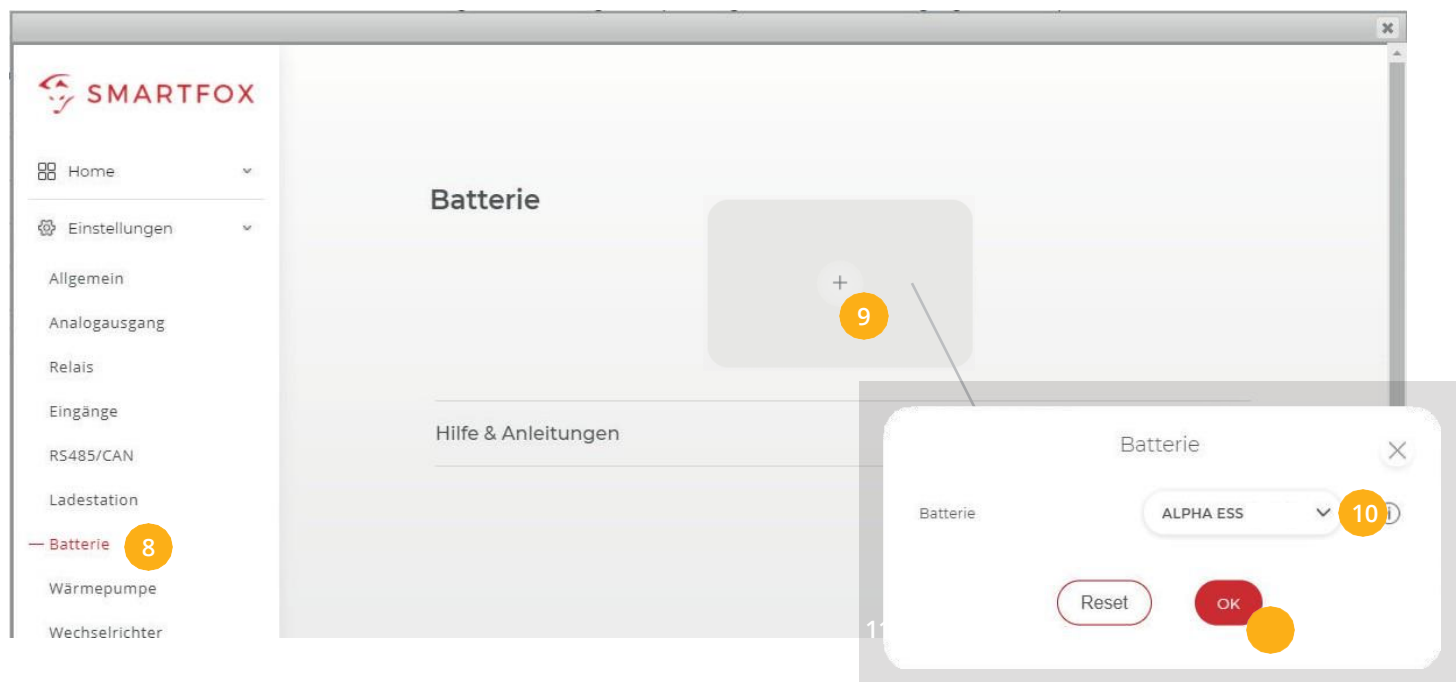 SMARTFOX
Home
Einstellungen
Allgemein
Analogausgang
Relais
Eingänge
RS485/CAN
Ladestation
Batterie
8
Wärmepumpe
Wechselrichter
Batterie
+
9
Hilfe & Anleitungen
Batterie
Batterie
ALPHA ESS
10
Reset
OK